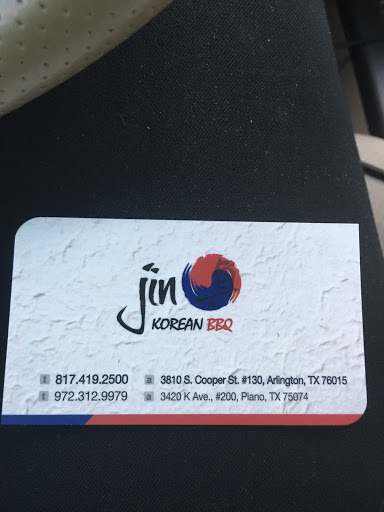 jin
KOREAN BBQ
t 817.419.2500 a 3810 S. Cooper St. #130, Arlington, TX 76015
t 972.312.9979 a 3420 K Ave., #200, Plano, TX 75074